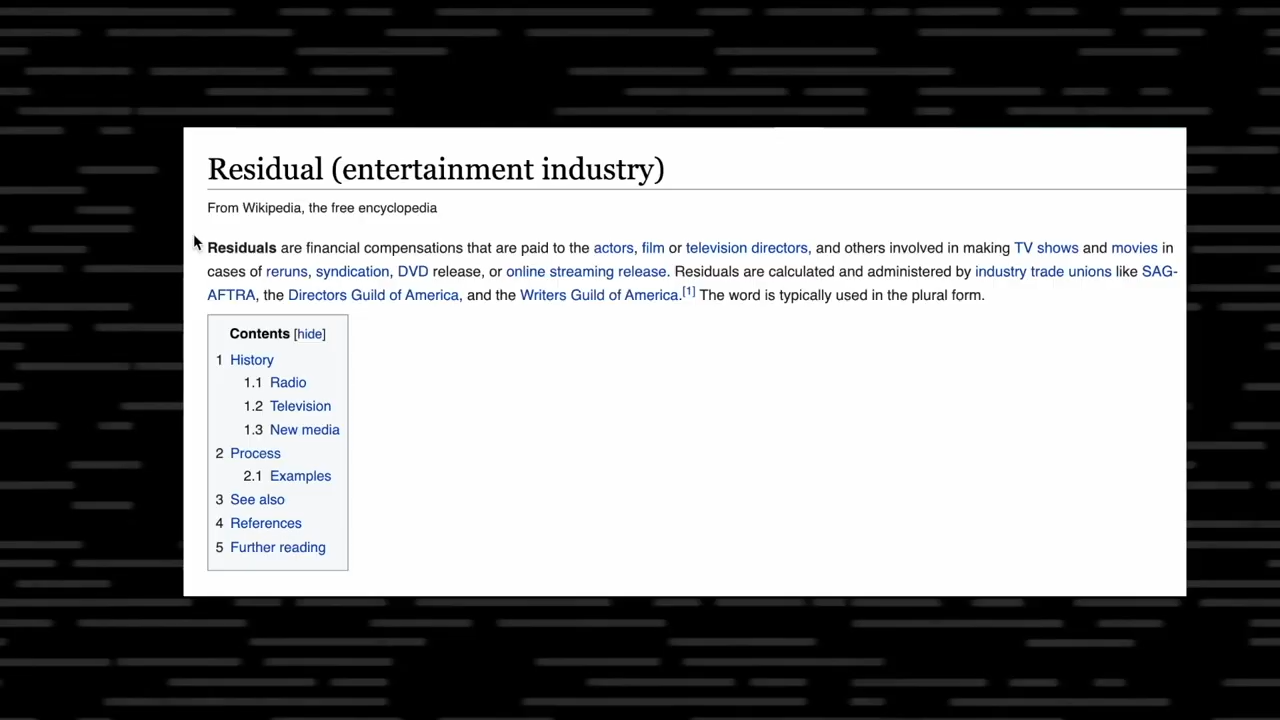 Residual (entertainment industry)
From Wikipedia, the free encyclopedia
Residuals are financial compensations that are paid to the actors, film or television directors, and others involved in making TV shows and movies in
cases of reruns, syndication, DVD release, or online streaming release. Residuals are calculated and administered by industry trade unions like SAG-
AFTRA, the Directors Guild of America, and the Writers Guild of America.[1] The word is typically used in the plural form.
Contents [hide]
1 History
1.1 Radio
1.2 Television
1.3 New media
2 Process
2.1 Examples
3 See also
4 References
5 Further reading